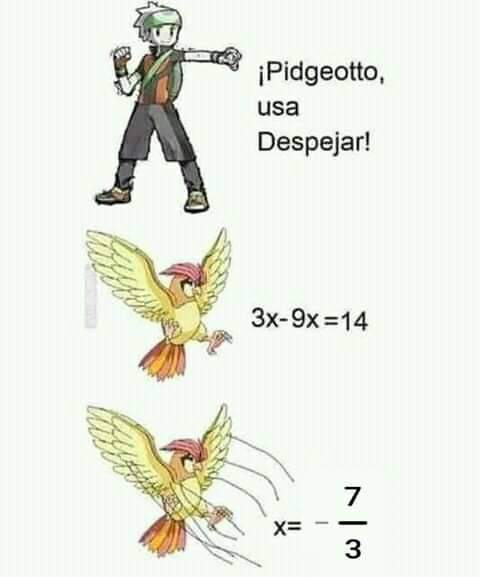 ¡Pidgeotto,
usa
Despejar!
3x-9x=14
x= - 7/3